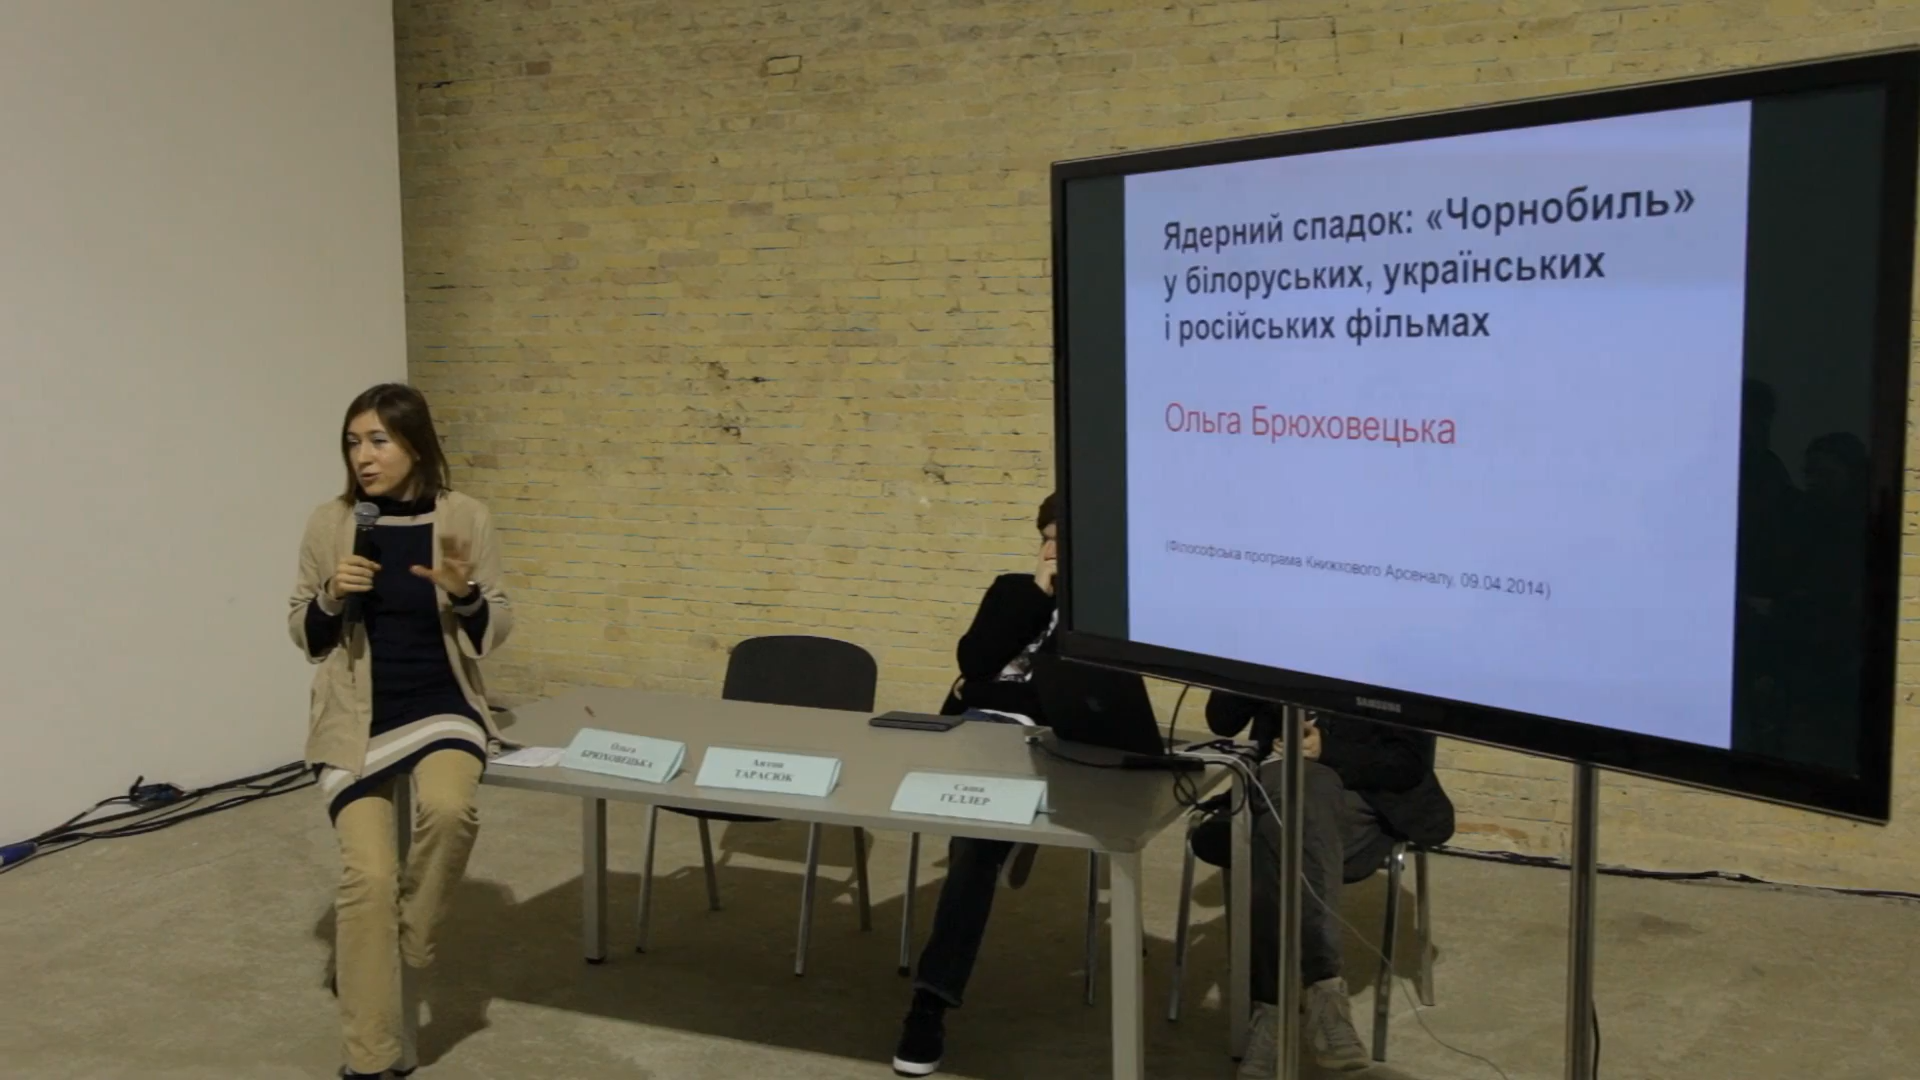 Ядерний спадок: «Чорнобиль»
у білоруських, українських
і російських фільмах
Ольга Брюховецька
(Філософська програма Книжкового Арсеналу, 09.04.2014)
SAMSUNG
Ольга
БРЮХОВЕЦЬКА
Антон
ТАРАСЮК
Саша
ГЕЛЛЕР